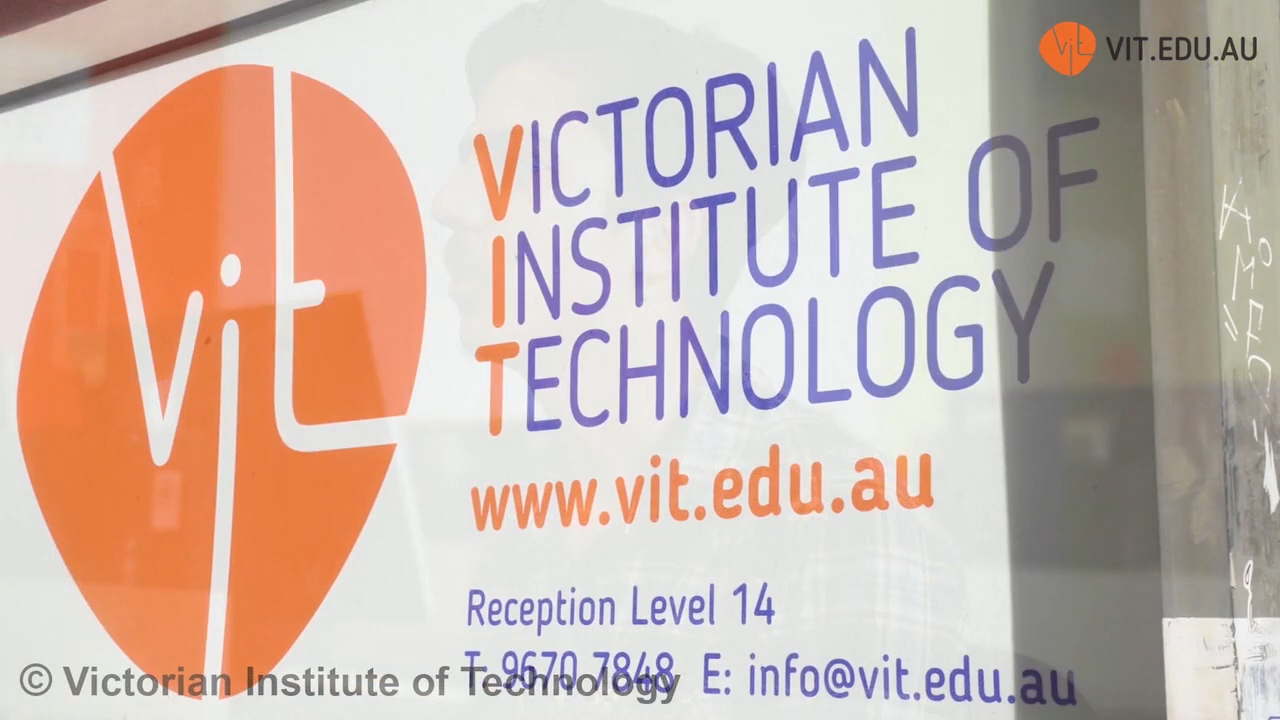 vit
VIT.EDU.AU
VICTORIAN
INSTITUTE OF
TECHNOLOGY
www.vit.edu.au
Reception Level 14
T: 9670 7848 E: info@vit.edu.au
© Victorian Institute of Technology